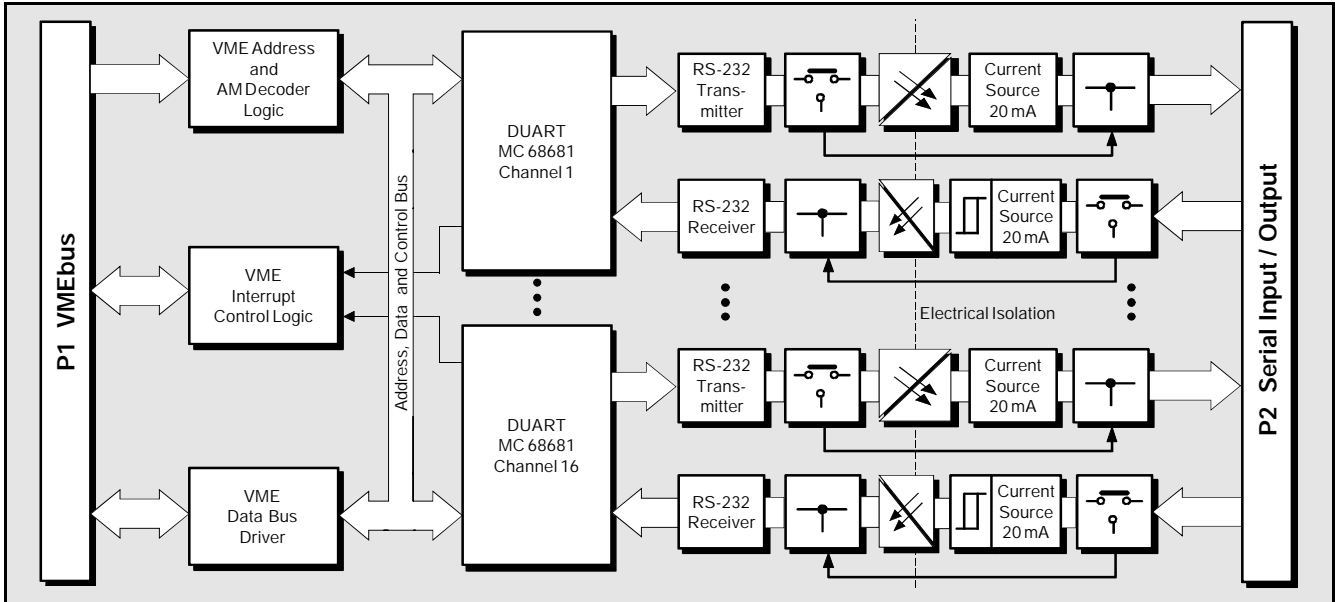 P1 VMEbus
VME Address
and
AM Decoder
Logic
VME
Interrupt
Control Logic
VME
Data Bus
Driver
Address, Data and Control Bus
DUART
MC 68681
Channel 1
DUART
MC 68681
Channel 16
RS-232
Trans-
mitter
Current
Source
20 mA
RS-232
Receiver
Current
Source
20 mA
Electrical Isolation
RS-232
Trans-
mitter
Current
Source
20 mA
RS-232
Receiver
Current
Source
20 mA
P2 Serial Input / Output